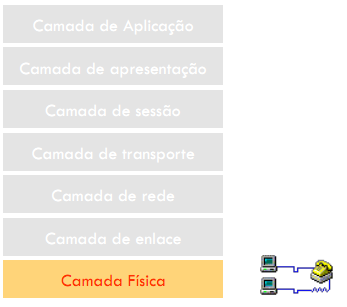 Camada de Aplicação
Camada de apresentação
Camada de sessão
Camada de transporte
Camada de rede
Camada de enlace
Camada Física